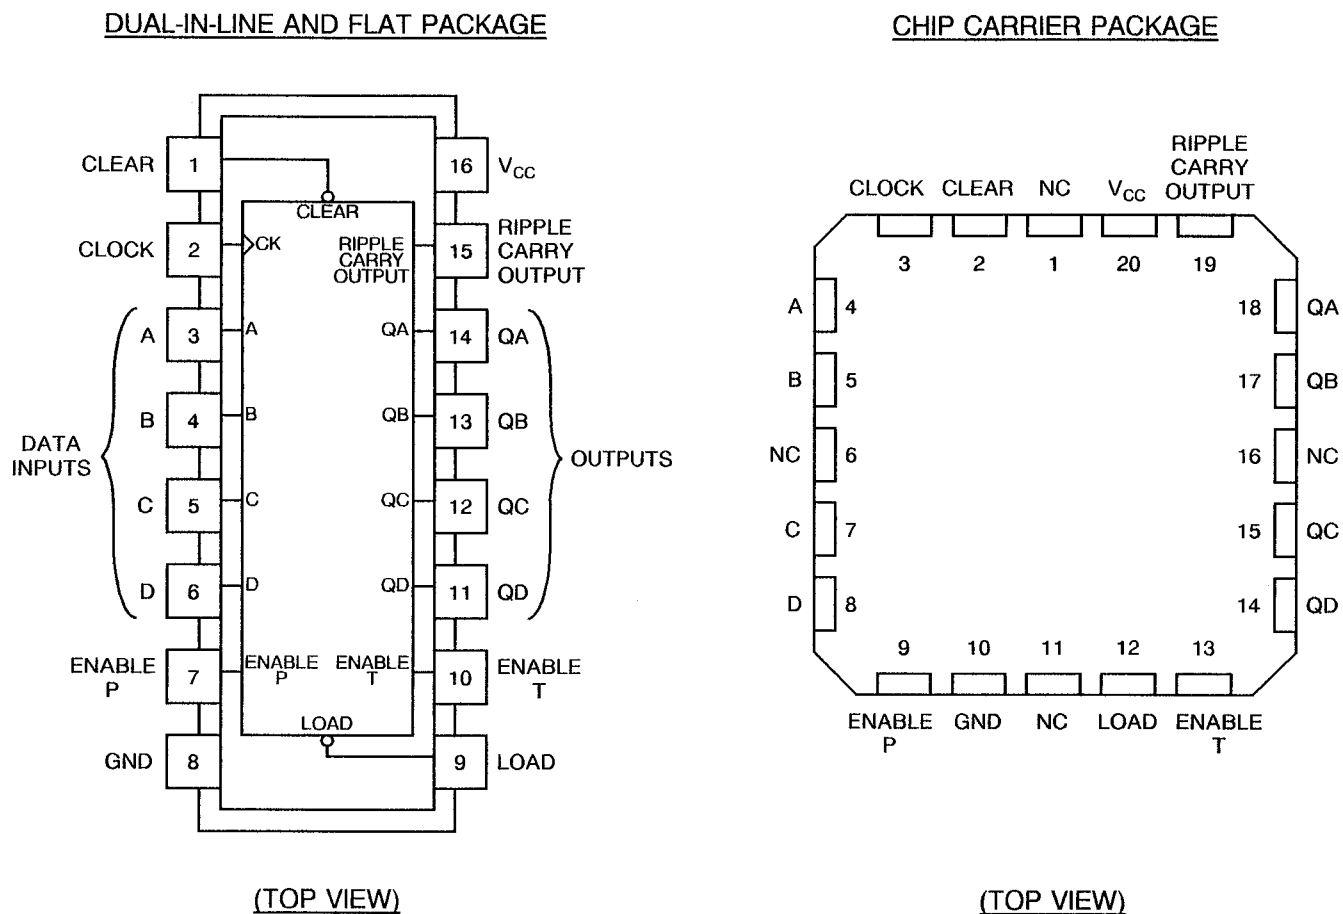 DUAL-IN-LINE AND FLAT PACKAGE
CLEAR 1 16 VCC
CLEAR
CLOCK 2 CK RIPPLE CARRY OUTPUT 15 RIPPLE CARRY OUTPUT
A 3 A QA 14 QA
B 4 B QB 13 QB
DATA INPUTS
OUTPUTS
C 5 C QC 12 QC
D 6 D QD 11 QD
ENABLE P 7 ENABLE P ENABLE T 10 ENABLE T
LOAD
GND 8 9 LOAD
(TOP VIEW)
CHIP CARRIER PACKAGE
CLOCK CLEAR NC VCC RIPPLE CARRY OUTPUT
3 2 1 20 19
A 4 18 QA
B 5 17 QB
NC 6 16 NC
C 7 15 QC
D 8 14 QD
9 10 11 12 13
ENABLE P GND NC LOAD ENABLE T
(TOP VIEW)